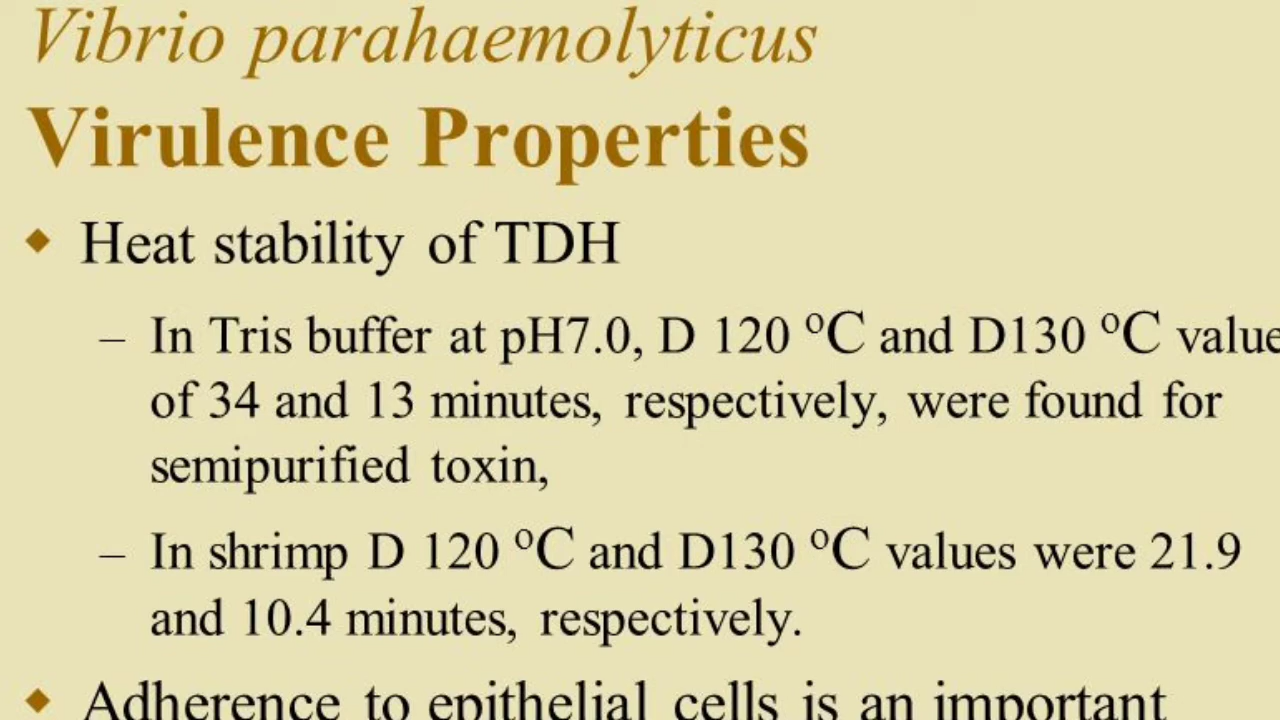 Vibrio parahaemolyticus
Virulence Properties
◆ Heat stability of TDH
– In Tris buffer at pH7.0, D 120 ºC and D130 ºC value
of 34 and 13 minutes, respectively, were found for
semipurified toxin,
– In shrimp D 120 ºC and D130 ºC values were 21.9
and 10.4 minutes, respectively.
◆ Adherence to epithelial cells is an important